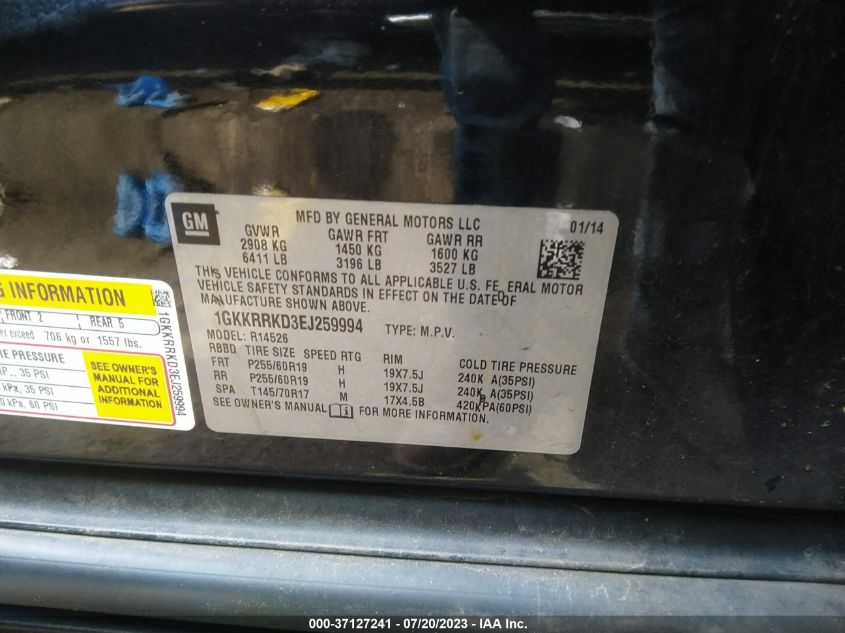 GM
MFD BY GENERAL MOTORS LLC
01/14
GVWR GAWR FRT GAWR RR
2908 KG 1450 KG 1600 KG
6411 LB 3196 LB 3527 LB
THIS VEHICLE CONFORMS TO ALL APPLICABLE U.S. FE ERAL MOTOR
VEHICLE SAFETY STANDARDS IN EFFECT ON THE DATE OF
MANUFACTURE SHOWN ABOVE.
1GKKRRKD3EJ259994 TYPE: M.P.V.
MODEL: R14526
RBBD TIRE SIZE SPEED RTG RIM COLD TIRE PRESSURE
FRT P255/60R19 H 19X7.5J 240K A(35PSI)
RR P255/60R19 H 19X7.5J 240K A(35PSI)
SPA T145/70R17 M 17X4.5B 420KPA(60PSI)
SEE OWNER'S MANUAL FOR MORE INFORMATION.
G INFORMATION
FRONT 2 REAR 5
er exceed 706 kg or 1557 lbs.
E PRESSURE
, 35 PSI
kPa, 35 PSI
0 kPa, 60 PSI
SEE OWNER'S
MANUAL FOR
ADDITIONAL
INFORMATION
1GKKRRKD3EJ259994
000-37127241 - 07/20/2023 - IAA Inc.